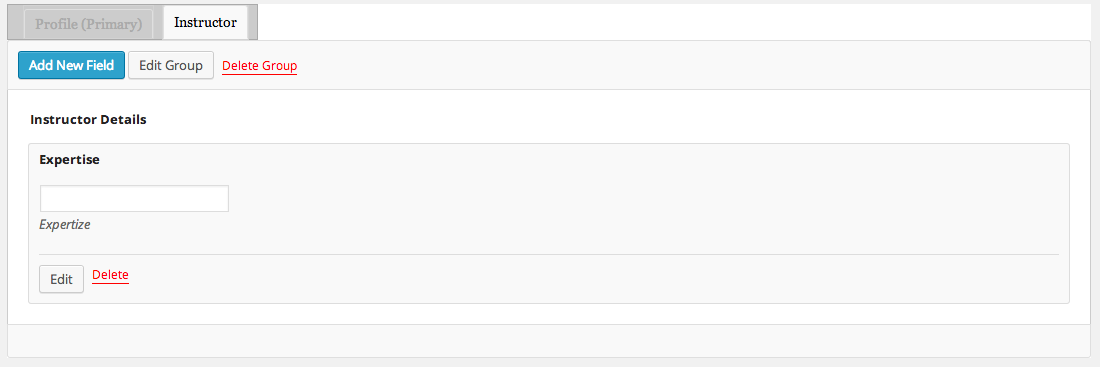 Profile (Primary) Instructor
Add New Field Edit Group Delete Group
Instructor Details
Expertise
Expertize
Edit Delete